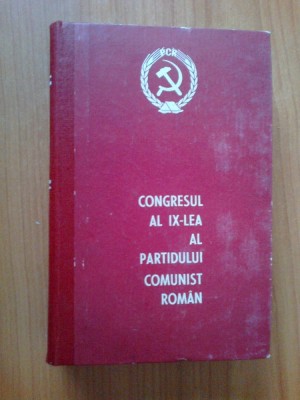 PCR
CONGRESUL
AL IX-LEA
AL
PARTIDULUI
COMUNIST
ROMÂN